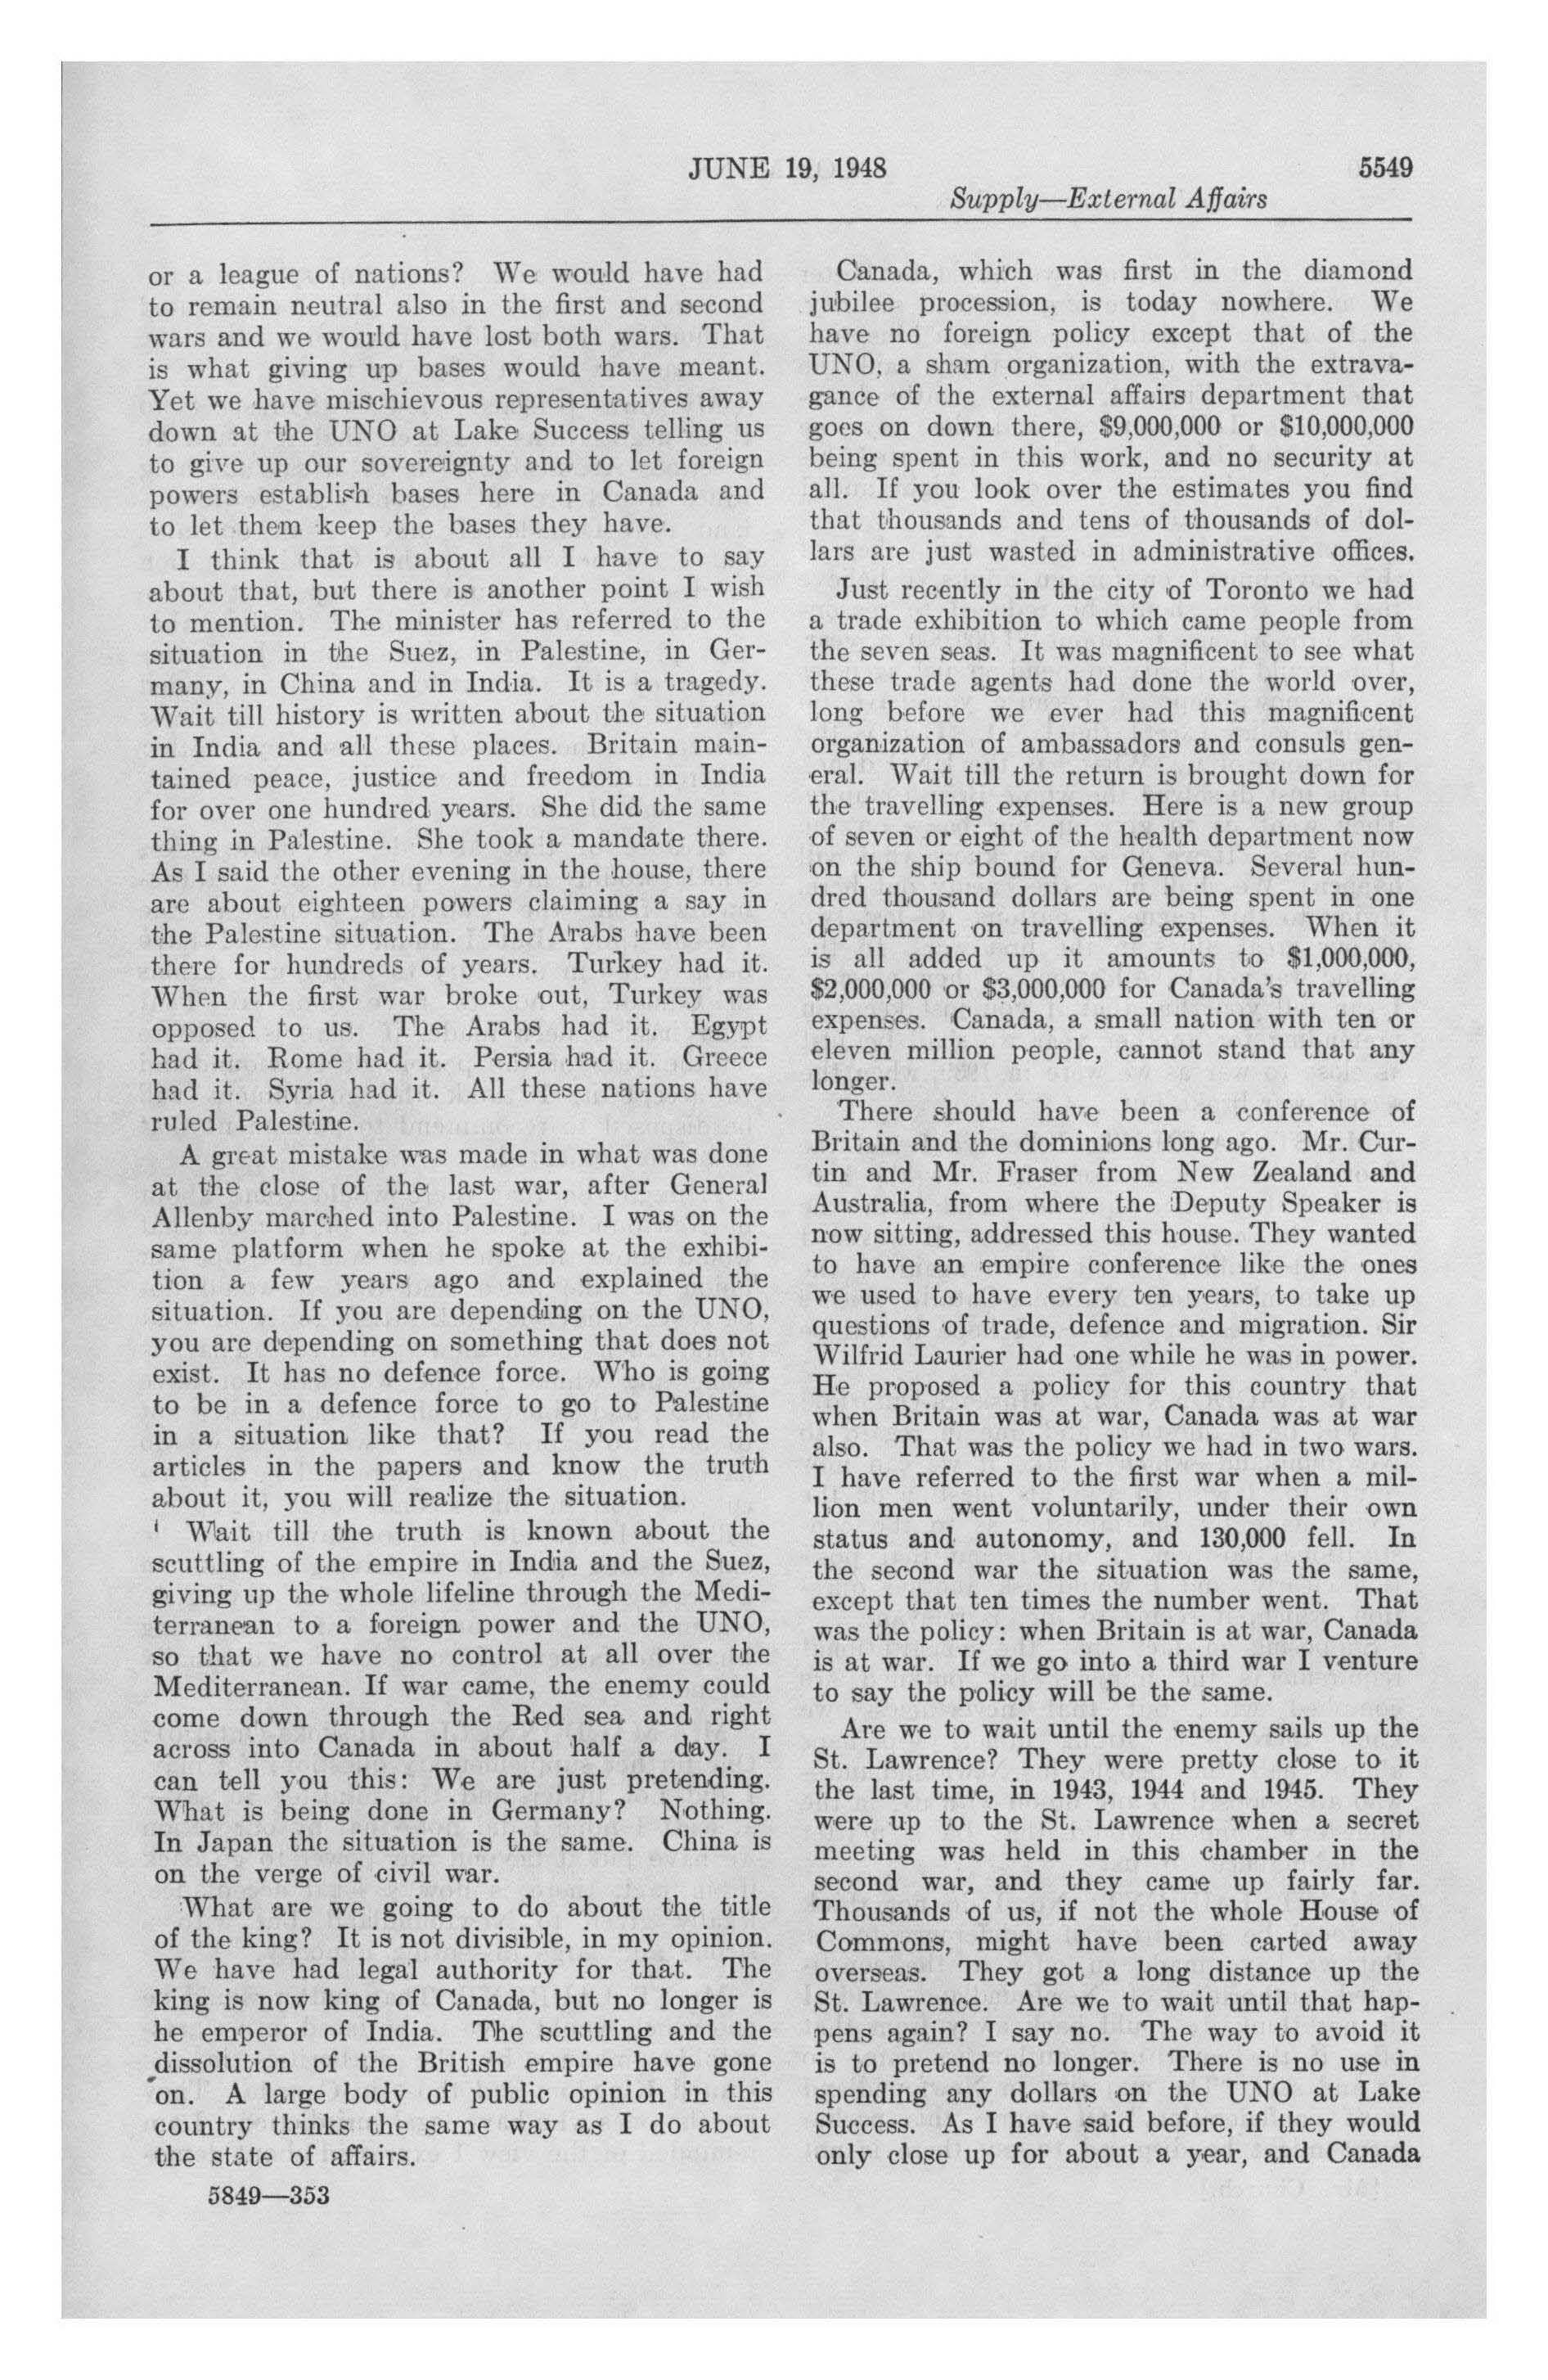 JUNE 19, 1948
5549
Supply—External Affairs
or a league of nations? We would have had
to remain neutral also in the first and second
wars and we would have lost both wars. That
is what giving up bases would have meant.
Yet we have mischievous representatives away
down at the UNO at Lake Success telling us
to give up our sovereignty and to let foreign
powers establish bases here in Canada and
to let them keep the bases they have.
I think that is about all I have to say
about that, but there is another point I wish
to mention. The minister has referred to the
situation in the Suez, in Palestine, in Ger-
many, in China and in India. It is a tragedy.
Wait till history is written about the situation
in India and all these places. Britain main-
tained peace, justice and freedom in India
for over one hundred years. She did the same
thing in Palestine. She took a mandate there.
As I said the other evening in the house, there
are about eighteen powers claiming a say in
the Palestine situation. The Arabs have been
there for hundreds of years. Turkey had it.
When the first war broke out, Turkey was
opposed to us. The Arabs had it. Egypt
had it. Rome had it. Persia had it. Greece
had it. Syria had it. All these nations have
ruled Palestine.
A great mistake was made in what was done
at the close of the last war, after General
Allenby marched into Palestine. I was on the
same platform when he spoke at the exhibi-
tion a few years ago and explained the
situation. If you are depending on the UNO,
you are depending on something that does not
exist. It has no defence force. Who is going
to be in a defence force to go to Palestine
in a situation like that? If you read the
articles in the papers and know the truth
about it, you will realize the situation.
Wait till the truth is known about the
scuttling of the empire in India and the Suez,
giving up the whole lifeline through the Medi-
terranean to a foreign power and the UNO,
so that we have no control at all over the
Mediterranean. If war came, the enemy could
come down through the Red sea and right
across into Canada in about half a day. I
can tell you this: We are just pretending.
What is being done in Germany? Nothing.
In Japan the situation is the same. China is
on the verge of civil war.
What are we going to do about the title
of the king? It is not divisible, in my opinion.
We have had legal authority for that. The
king is now king of Canada, but no longer is
he emperor of India. The scuttling and the
dissolution of the British empire have gone
on. A large body of public opinion in this
country thinks the same way as I do about
the state of affairs.
5849—353
Canada, which was first in the diamond
jubilee procession, is today nowhere. We
have no foreign policy except that of the
UNO, a sham organization, with the extrava-
gance of the external affairs department that
goes on down there, $9,000,000 or $10,000,000
being spent in this work, and no security at
all. If you look over the estimates you find
that thousands and tens of thousands of dol-
lars are just wasted in administrative offices.
Just recently in the city of Toronto we had
a trade exhibition to which came people from
the seven seas. It was magnificent to see what
these trade agents had done the world over,
long before we ever had this magnificent
organization of ambassadors and consuls gen-
eral. Wait till the return is brought down for
the travelling expenses. Here is a new group
of seven or eight of the health department now
on the ship bound for Geneva. Several hun-
dred thousand dollars are being spent in one
department on travelling expenses. When it
is all added up it amounts to $1,000,000,
$2,000,000 or $3,000,000 for Canada's travelling
expenses. Canada, a small nation with ten or
eleven million people, cannot stand that any
longer.
There should have been a conference of
Britain and the dominions long ago. Mr. Cur-
tin and Mr. Fraser from New Zealand and
Australia, from where the Deputy Speaker is
now sitting, addressed this house. They wanted
to have an empire conference like the ones
we used to have every ten years, to take up
questions of trade, defence and migration. Sir
Wilfrid Laurier had one while he was in power.
He proposed a policy for this country that
when Britain was at war, Canada was at war
also. That was the policy we had in two wars.
I have referred to the first war when a mil-
lion men went voluntarily, under their own
status and autonomy, and 130,000 fell. In
the second war the situation was the same,
except that ten times the number went. That
was the policy: when Britain is at war, Canada
is at war. If we go into a third war I venture
to say the policy will be the same.
Are we to wait until the enemy sails up the
St. Lawrence? They were pretty close to it
the last time, in 1943, 1944 and 1945. They
were up to the St. Lawrence when a secret
meeting was held in this chamber in the
second war, and they came up fairly far.
Thousands of us, if not the whole House of
Commons, might have been carted away
overseas. They got a long distance up the
St. Lawrence. Are we to wait until that hap-
pens again? I say no. The way to avoid it
is to pretend no longer. There is no use in
spending any dollars on the UNO at Lake
Success. As I have said before, if they would
only close up for about a year, and Canada